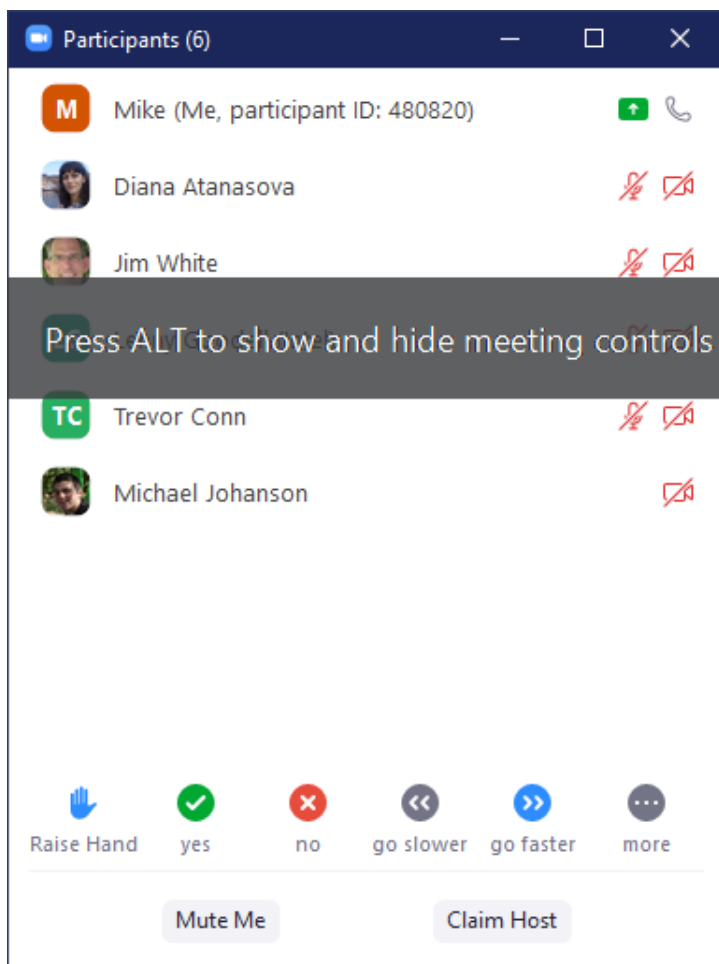 Participants (6)
M Mike (Me, participant ID: 480820)
Diana Atanasova
Jim White
Press ALT to show and hide meeting controls
TC Trevor Conn
Michael Johanson
Raise Hand yes no go slower go faster more
Mute Me Claim Host